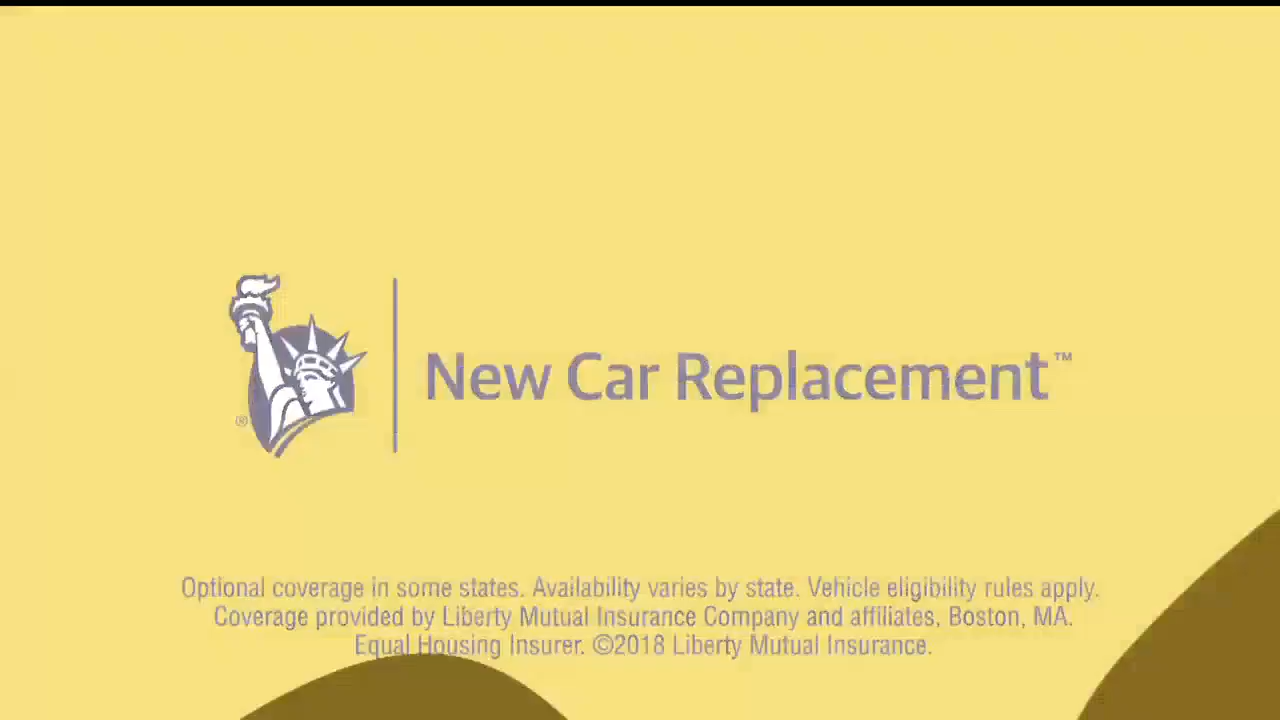 New Car Replacement™
®
Optional coverage in some states. Availability varies by state. Vehicle eligibility rules apply.
Coverage provided by Liberty Mutual Insurance Company and affiliates, Boston, MA.
Equal Housing Insurer. ©2018 Liberty Mutual Insurance.